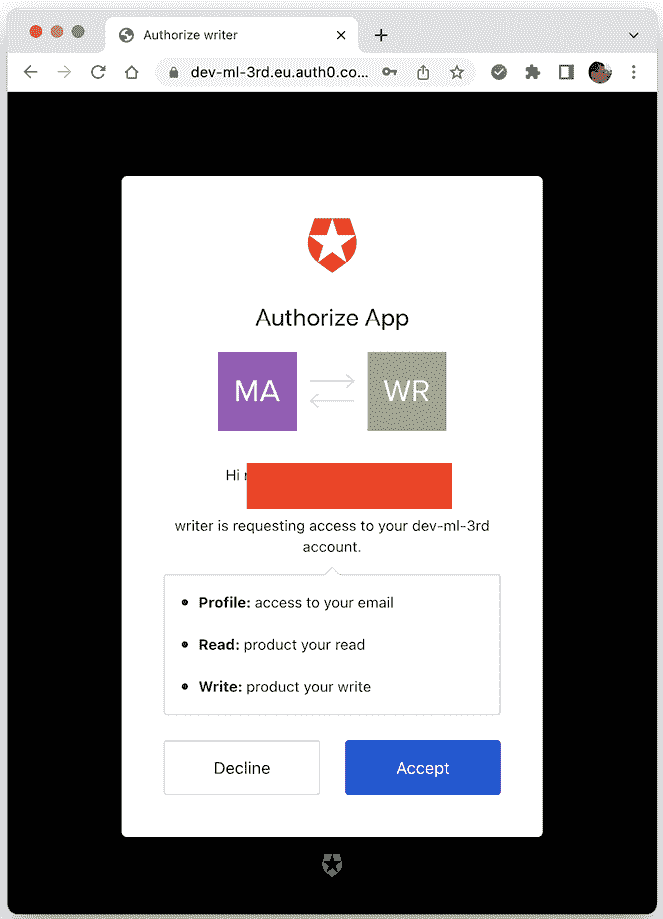 Authorize writer
dev-ml-3rd.eu.auth0.co...
Authorize App
MA
WR
Hi
writer is requesting access to your dev-ml-3rd
account.
Profile: access to your email
Read: product your read
Write: product your write
Decline
Accept